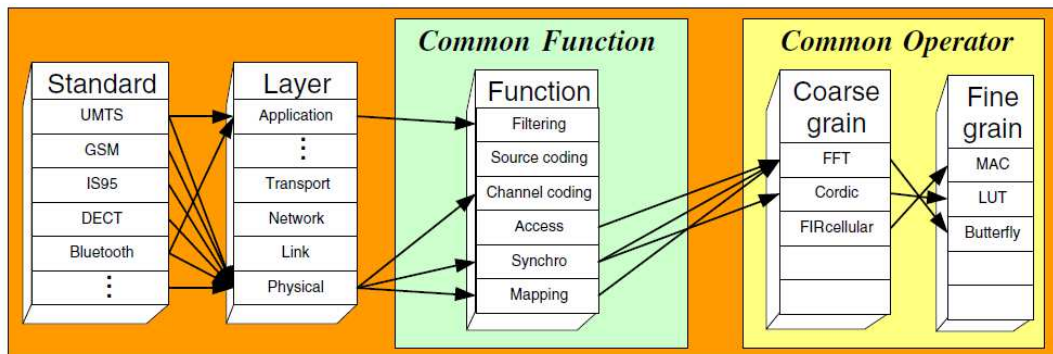 Common Function
Common Operator
Standard
UMTS
GSM
IS95
DECT
Bluetooth
⋮
Layer
Application
⋮
Transport
Network
Link
Physical
Function
Filtering
Source coding
Channel coding
Access
Synchro
Mapping
Coarse
grain
FFT
Cordic
FIRcellular
Fine
grain
MAC
LUT
Butterfly